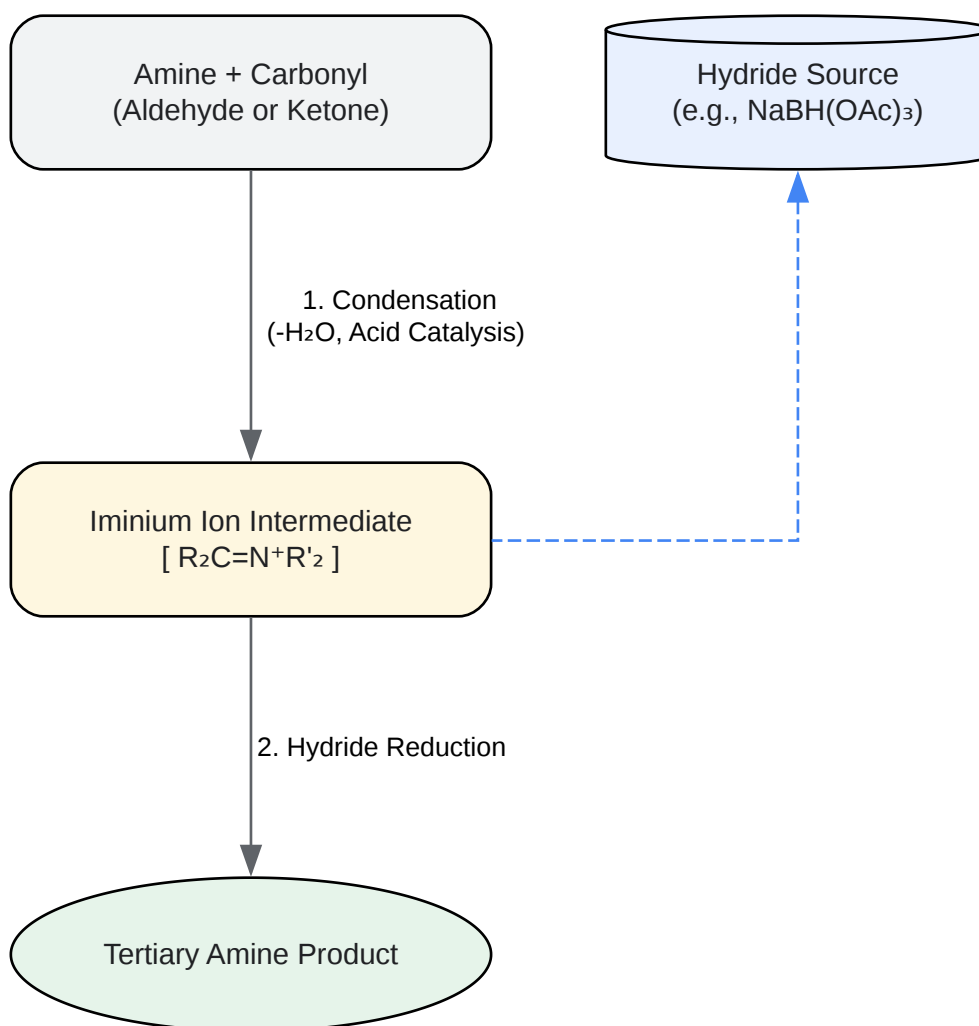 Amine + Carbonyl
(Aldehyde or Ketone)
Hydride Source
(e.g., NaBH(OAc)₃)
1. Condensation
(-H₂O, Acid Catalysis)
Iminium Ion Intermediate
[ R₂C=N⁺R'₂ ]
2. Hydride Reduction
Tertiary Amine Product